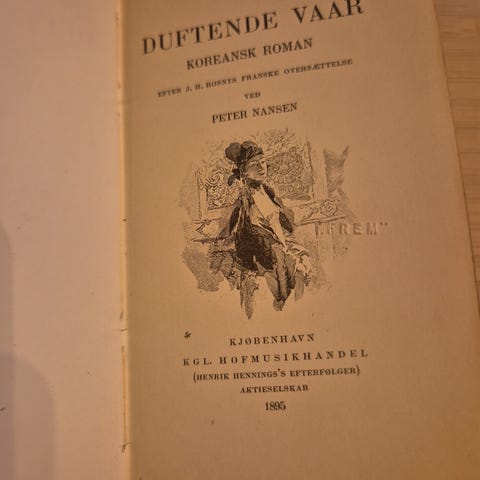 DUFTENDE VAAR
KOREANSK ROMAN
EFTER J. H. ROSNYS FRANSKE OVERSÆTTELSE
VED
PETER NANSEN
„FREM”
KJØBENHAVN
KGL. HOFMUSIKHANDEL
(HENRIK HENNINGS'S EFTERFØLGER)
AKTIESELSKAB
1895